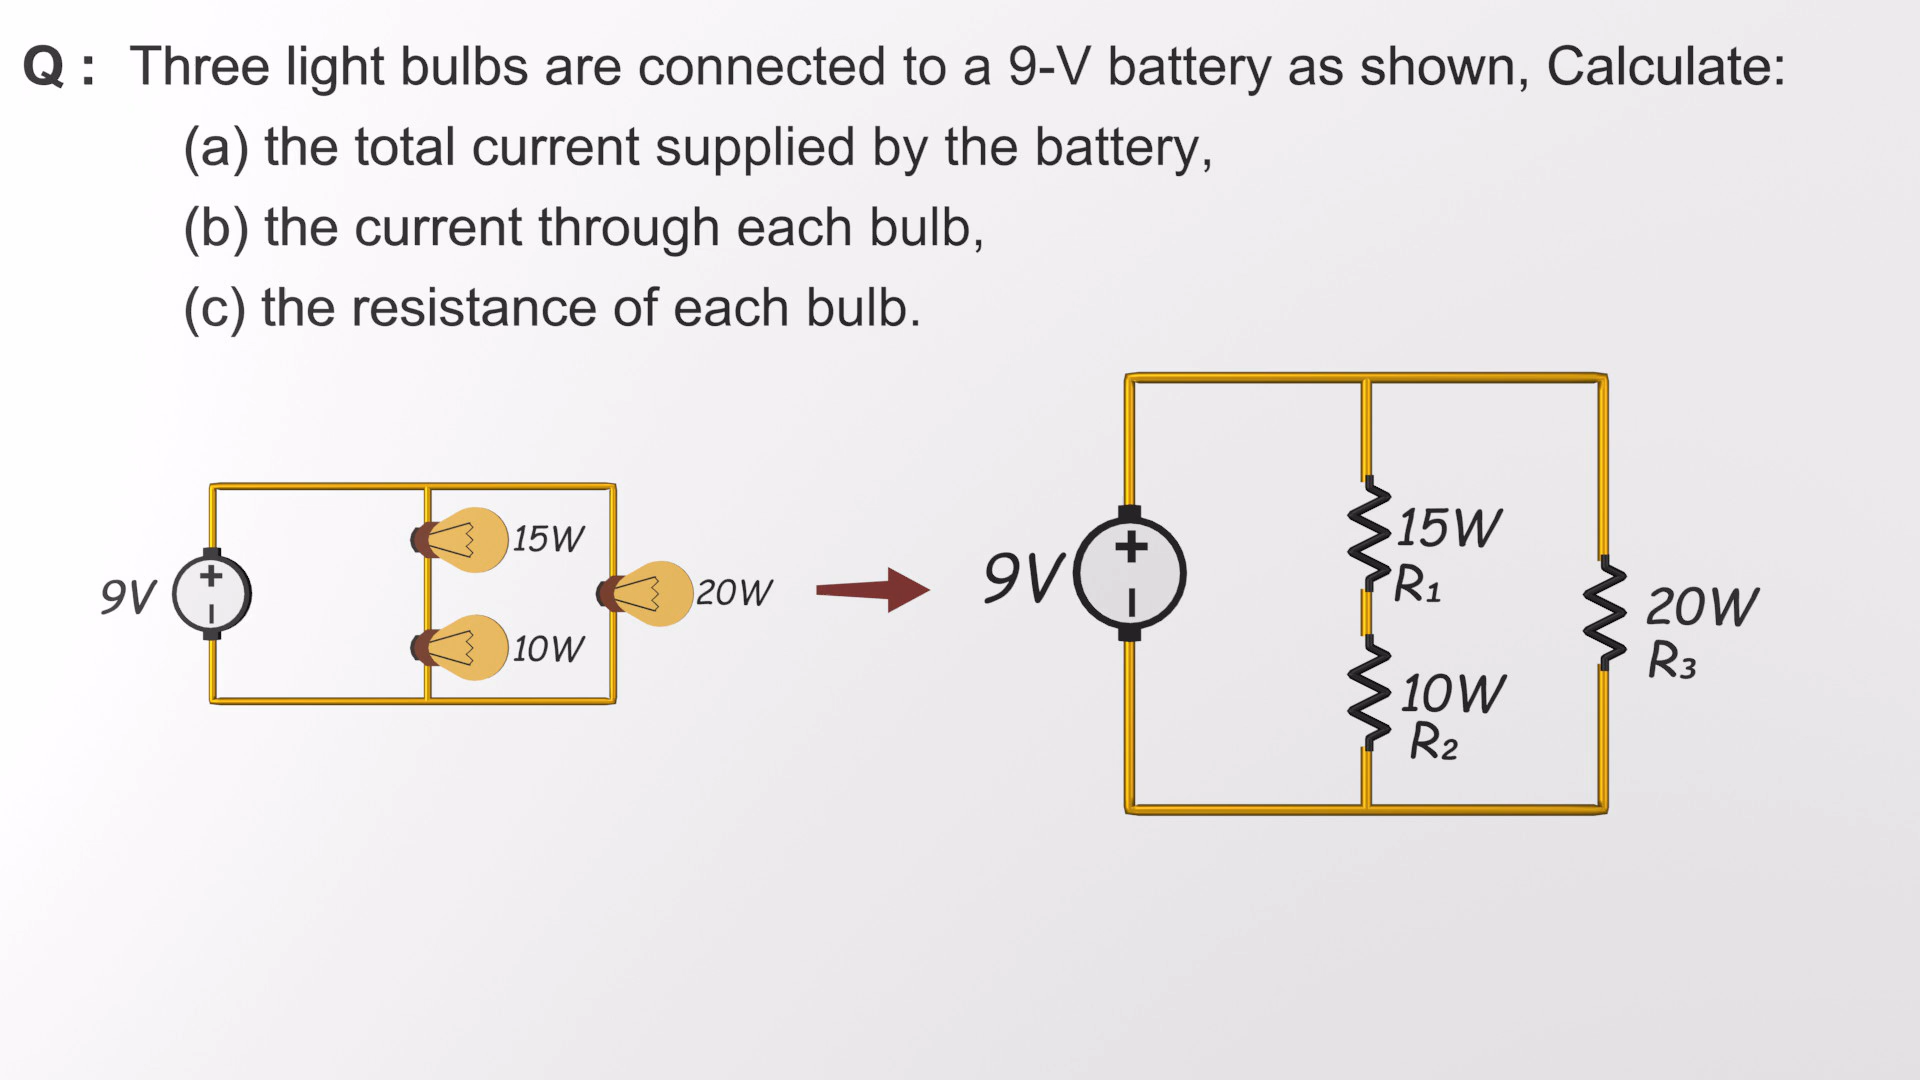 Q : Three light bulbs are connected to a 9-V battery as shown, Calculate:
(a) the total current supplied by the battery,
(b) the current through each bulb,
(c) the resistance of each bulb.
9V
+
–
15W
10W
20W
9V
+
–
15W
R₁
10W
R₂
20W
R₃